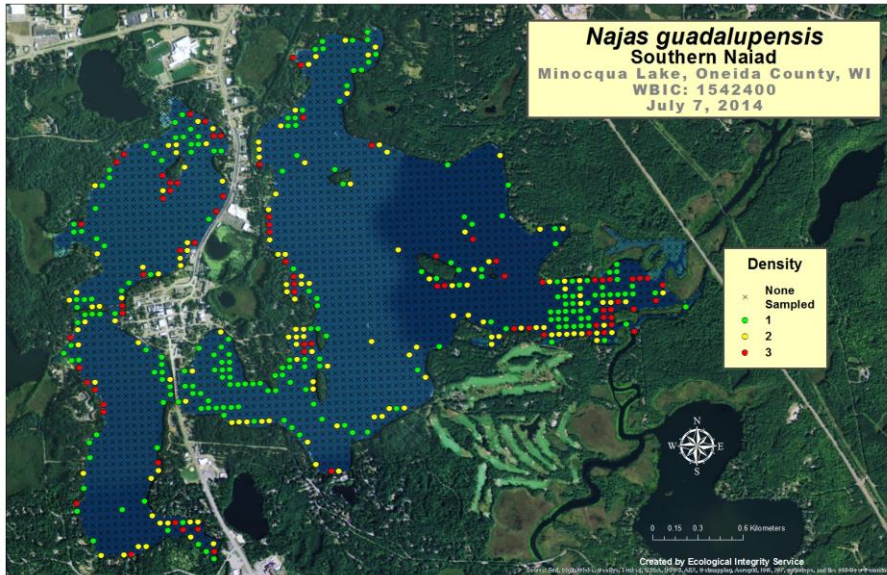 Najas guadalupensis
Southern Naiad
Minocqua Lake, Oneida County, WI
WBIC: 1542400
July 7, 2014
Density
None
Sampled
1
2
3
N
W E
S
0 0.15 0.3 0.6 Kilometers
Created by Ecological Integrity Service